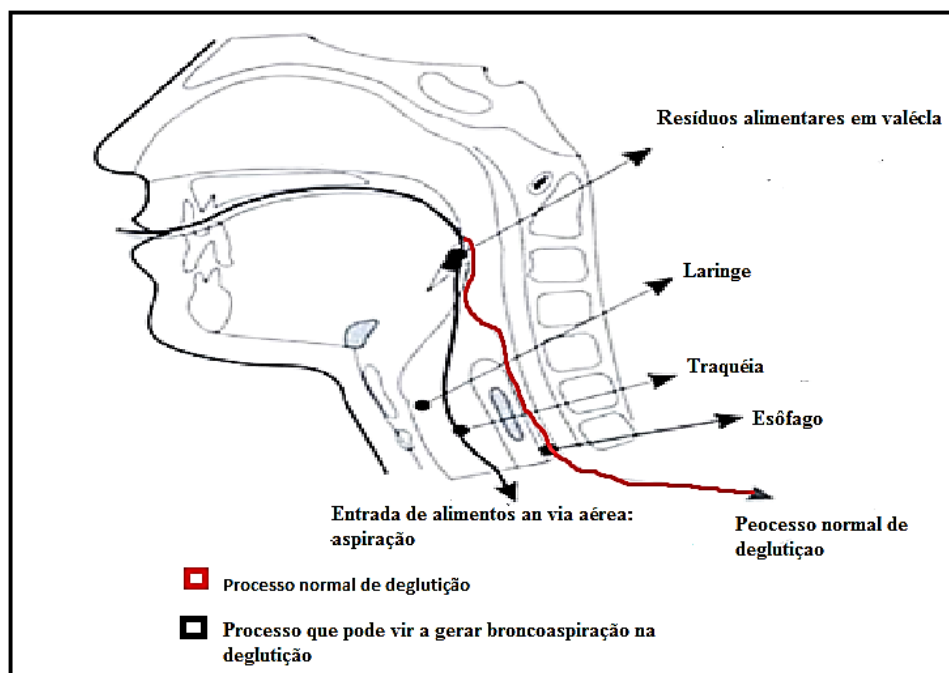 Resíduos alimentares em valécla
Laringe
Traquéia
Esôfago
Entrada de alimentos an via aérea:
aspiração
Peocesso normal de
deglutiçao
Processo normal de deglutição
Processo que pode vir a gerar broncoaspiração na
deglutição